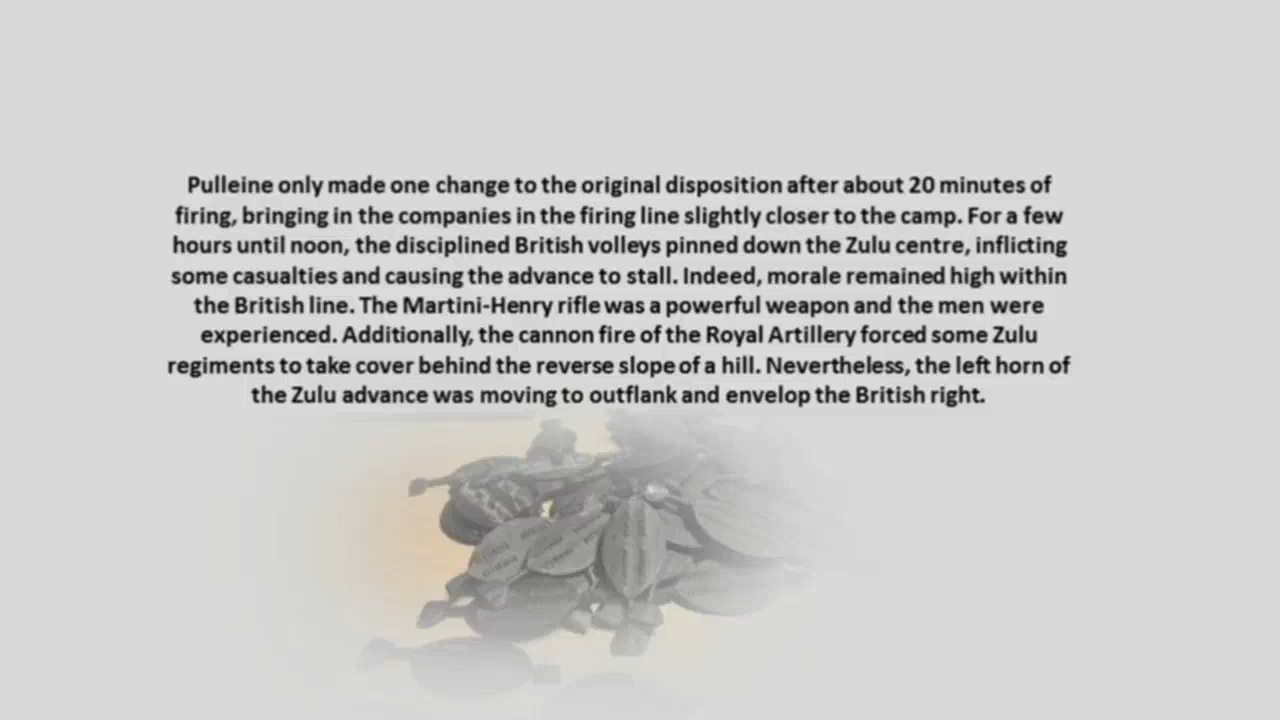 Pulleine only made one change to the original disposition after about 20 minutes of
firing, bringing in the companies in the firing line slightly closer to the camp. For a few
hours until noon, the disciplined British volleys pinned down the Zulu centre, inflicting
some casualties and causing the advance to stall. Indeed, morale remained high within
the British line. The Martini-Henry rifle was a powerful weapon and the men were
experienced. Additionally, the cannon fire of the Royal Artillery forced some Zulu
regiments to take cover behind the reverse slope of a hill. Nevertheless, the left horn of
the Zulu advance was moving to outflank and envelop the British right.